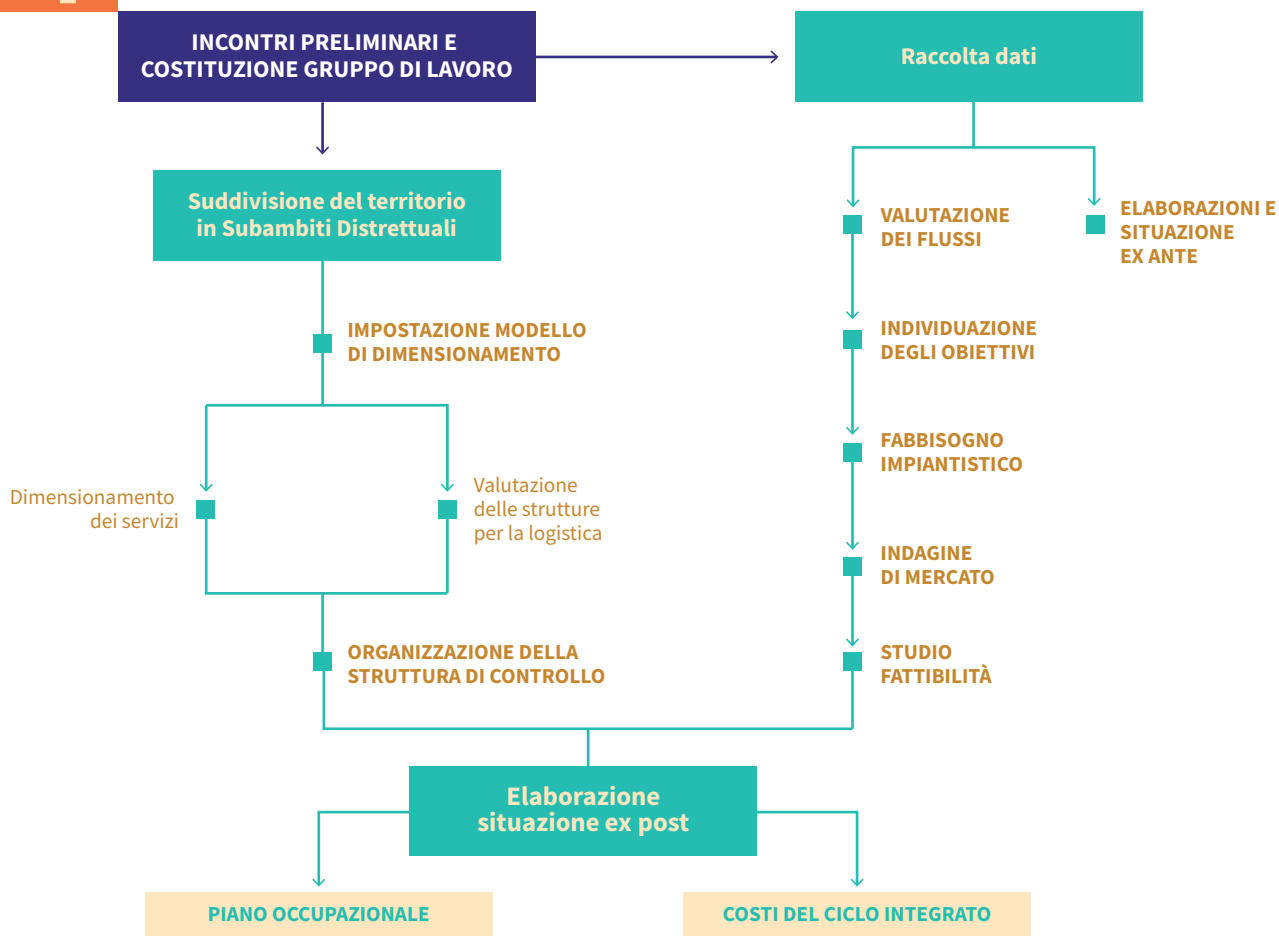 INCONTRI PRELIMINARI E
COSTITUZIONE GRUPPO DI LAVORO
Raccolta dati
Suddivisione del territorio
in Subambiti Distrettuali
VALUTAZIONE
DEI FLUSSI
ELABORAZIONI E
SITUAZIONE
EX ANTE
IMPOSTAZIONE MODELLO
DI DIMENSIONAMENTO
INDIVIDUAZIONE
DEGLI OBIETTIVI
FABBISOGNO
IMPIANTISTICO
Dimensionamento
dei servizi
Valutazione
delle strutture
per la logistica
INDAGINE
DI MERCATO
ORGANIZZAZIONE DELLA
STRUTTURA DI CONTROLLO
STUDIO
FATTIBILITÀ
Elaborazione
situazione ex post
PIANO OCCUPAZIONALE
COSTI DEL CICLO INTEGRATO